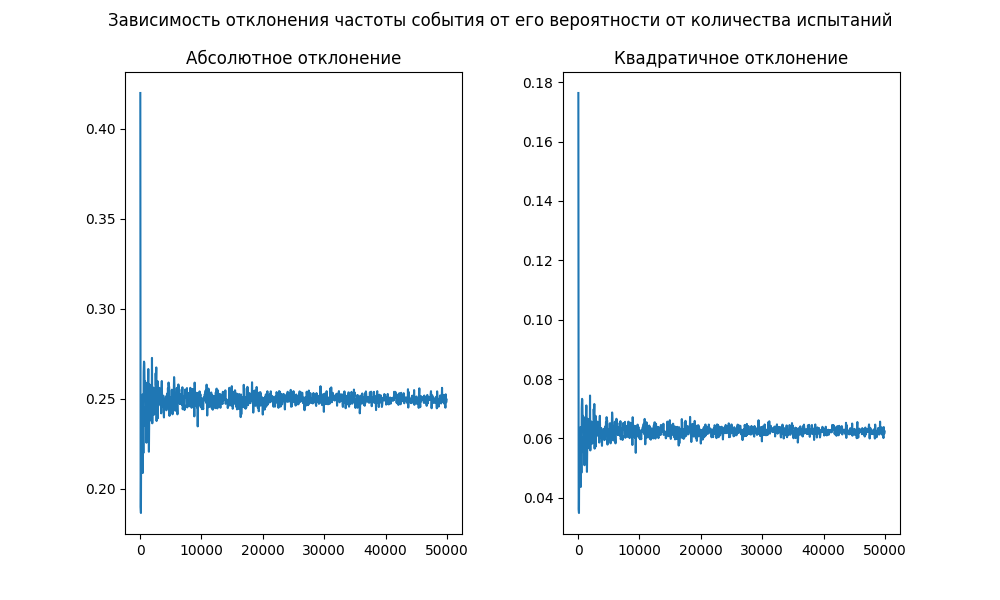 Зависимость отклонения частоты события от его вероятности от количества испытаний
Абсолютное отклонение
0.40
0.35
0.30
0.25
0.20
0 10000 20000 30000 40000 50000
Квадратичное отклонение
0.18
0.16
0.14
0.12
0.10
0.08
0.06
0.04
0 10000 20000 30000 40000 50000